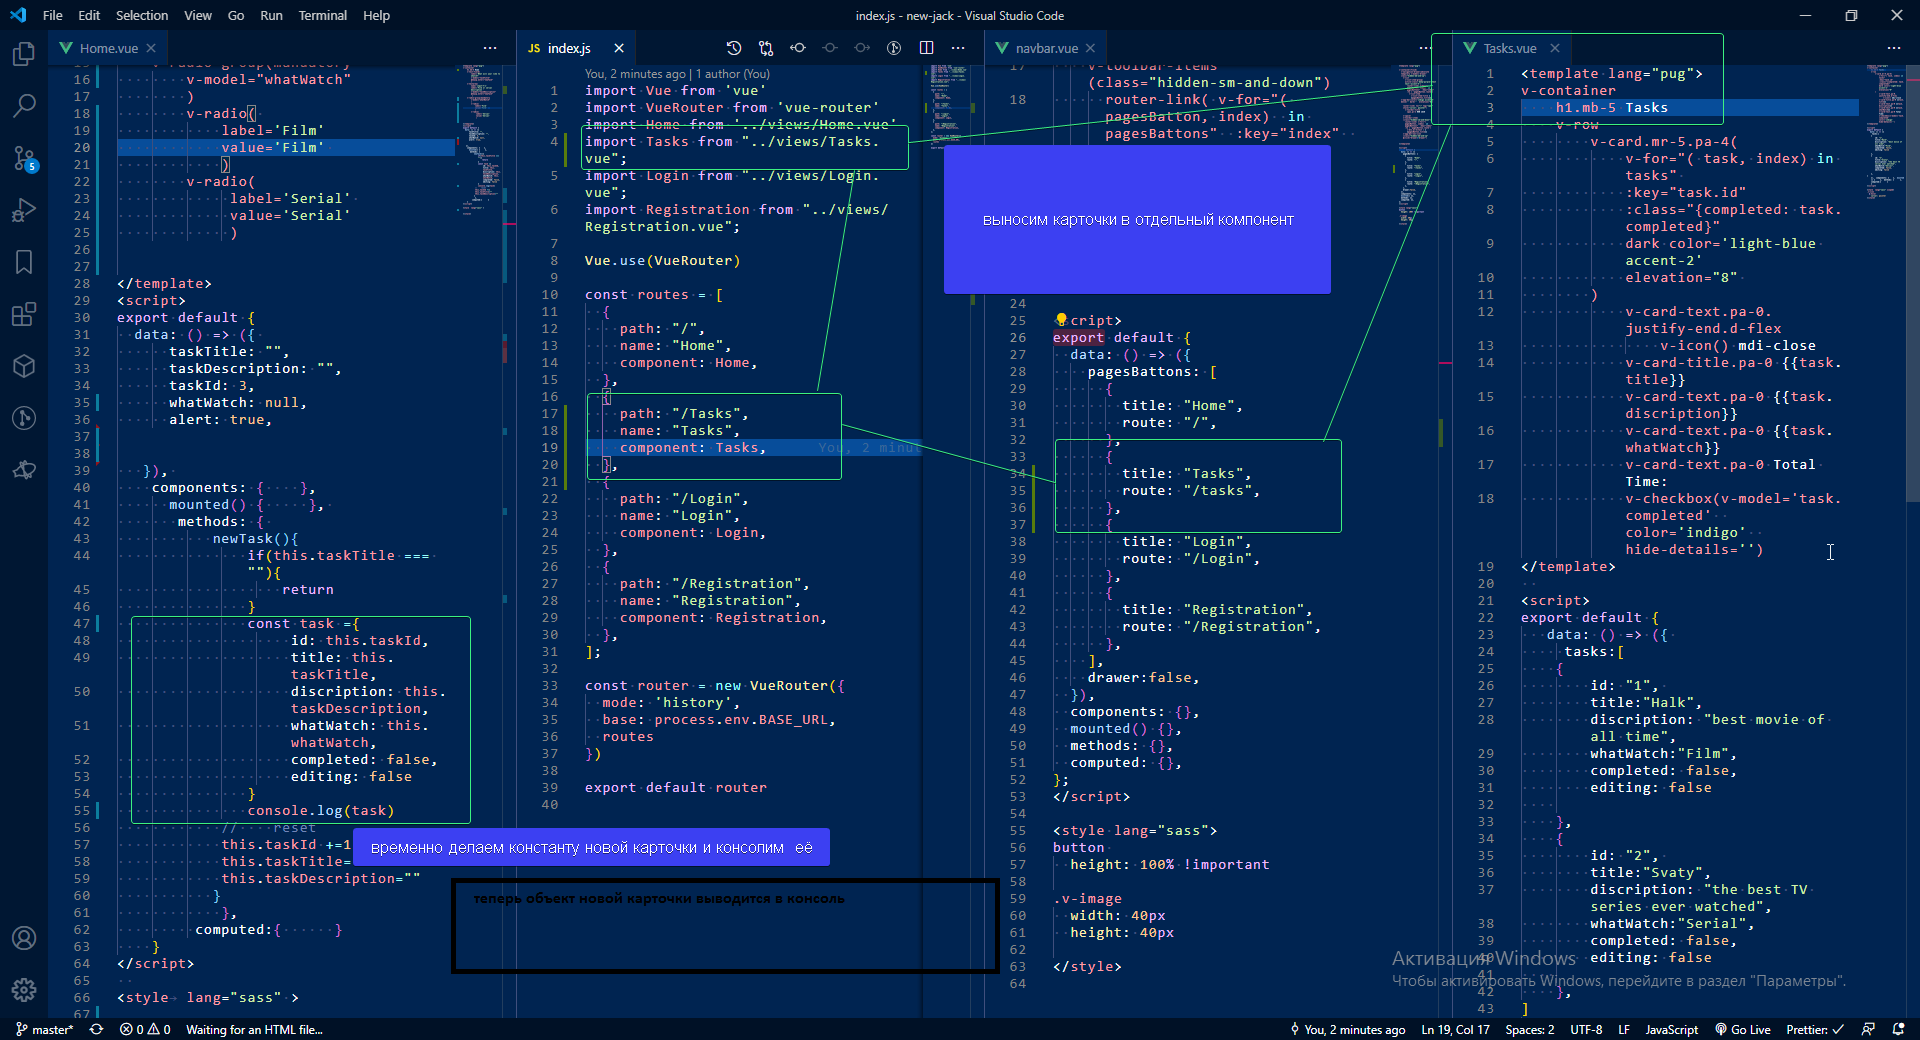 File Edit Selection View Go Run Terminal Help
index.js - new-jack - Visual Studio Code
Home.vue
16 v-model="whatWatch"
17 )
18 v-radio(
19 label='Film'
20 value='Film'
21 )
22 v-radio(
23 label='Serial'
24 value='Serial'
25 )
26
27
28 </template>
29 <script>
30 export default {
31 data: () => ({
32 taskTitle: "",
33 taskDescription: "",
34 taskId: 3,
35 whatWatch: null,
36 alert: true,
37
38
39 }),
40 components: { },
41 mounted() { },
42 methods: {
43 newTask(){
44 if(this.taskTitle ===
""){
45 return
46 }
47 const task ={
48 id: this.taskId,
49 title: this.
taskTitle,
50 discription: this.
taskDescription,
51 whatWatch: this.
whatWatch,
52 completed: false,
53 editing: false
54 }
55 console.log(task)
56 // reset
57 this.taskId +=1
58 this.taskTitle=
59 this.taskDescription=""
60 }
61 },
62 computed:{ }
63 }
64 </script>
65
66 <style lang="sass" >
67
JS index.js
You, 2 minutes ago | 1 author (You)
1 import Vue from 'vue'
2 import VueRouter from 'vue-router'
3 import Home from '../views/Home.vue'
4 import Tasks from "../views/Tasks.
vue";
5 import Login from "../views/Login.
vue";
6 import Registration from "../views/
Registration.vue";
7
8 Vue.use(VueRouter)
9
10 const routes = [
11 {
12 path: "/",
13 name: "Home",
14 component: Home,
15 },
16 {
17 path: "/Tasks",
18 name: "Tasks",
19 component: Tasks, You, 2 minut
20 },
21 {
22 path: "/Login",
23 name: "Login",
24 component: Login,
25 },
26 {
27 path: "/Registration",
28 name: "Registration",
29 component: Registration,
30 },
31 ];
32
33 const router = new VueRouter({
34 mode: 'history',
35 base: process.env.BASE_URL,
36 routes
37 })
38
39 export default router
40
временно делаем константу новой карточки и консолим её
теперь объект новой карточки выводится в консоль
navbar.vue
17 v-toolbar-items
(class="hidden-sm-and-down")
18 router-link( v-for="(
pagesBatton, index) in
pagesBattons" :key="index"
выносим карточки в отдельный компонент
24
25 cript>
26 export default {
27 data: () => ({
28 pagesBattons: [
29 {
30 title: "Home",
31 route: "/",
32 },
33 {
34 title: "Tasks",
35 route: "/tasks",
36 },
37 {
38 title: "Login",
39 route: "/Login",
40 },
41 {
42 title: "Registration",
43 route: "/Registration",
44 },
45 ],
46 drawer:false,
47 }),
48 components: {},
49 mounted() {},
50 methods: {},
51 computed: {},
52 };
53 </script>
54
55 <style lang="sass">
56 button
57 height: 100% !important
58
59 .v-image
60 width: 40px
61 height: 40px
62
63 </style>
64
Tasks.vue
1 <template lang="pug">
2 v-container
3 h1.mb-5 Tasks
4 v-row
5 v-card.mr-5.pa-4(
6 v-for="( task, index) in
tasks"
7 :key="task.id"
8 :class="{completed: task.
completed}"
9 dark color='light-blue
accent-2'
10 elevation="8"
11 )
12 v-card-text.pa-0.
justify-end.d-flex
13 v-icon() mdi-close
14 v-card-title.pa-0 {{task.
title}}
15 v-card-text.pa-0 {{task.
discription}}
16 v-card-text.pa-0 {{task.
whatWatch}}
17 v-card-text.pa-0 Total
Time:
18 v-checkbox(v-model='task.
completed'
color='indigo'
hide-details='')
19 </template>
20
21 <script>
22 export default {
23 data: () => ({
24 tasks:[
25 {
26 id: "1",
27 title:"Halk",
28 discription: "best movie of
all time",
29 whatWatch:"Film",
30 completed: false,
31 editing: false
32
33 },
34 {
35 id: "2",
36 title:"Svaty",
37 discription: "the best TV
series ever watched",
38 whatWatch:"Serial",
39 completed: false,
40 editing: false
41
42 },
43 ]
Активация Windows
Чтобы активировать Windows, перейдите в раздел "Параметры".
5
master* 0 0 Waiting for an HTML file...
You, 2 minutes ago Ln 19, Col 17 Spaces: 2 UTF-8 LF JavaScript Go Live Prettier: ✓